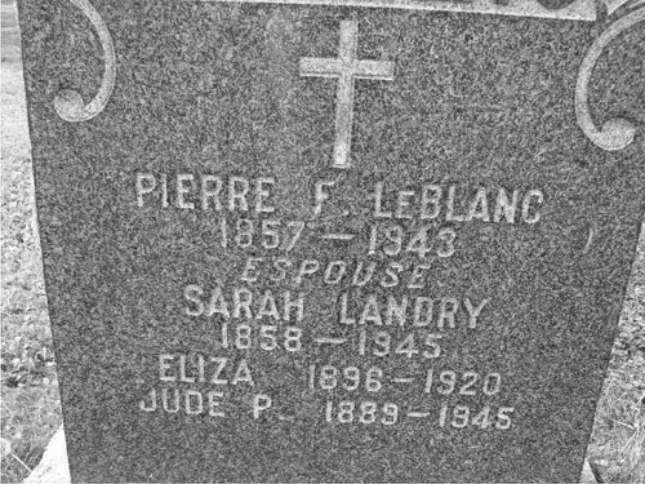 PIERRE F. LEBLANC
1857 — 1943
ESPOUSE
SARAH LANDRY
1858 — 1945
ELIZA 1896 — 1920
JUDE P. 1889 — 1945